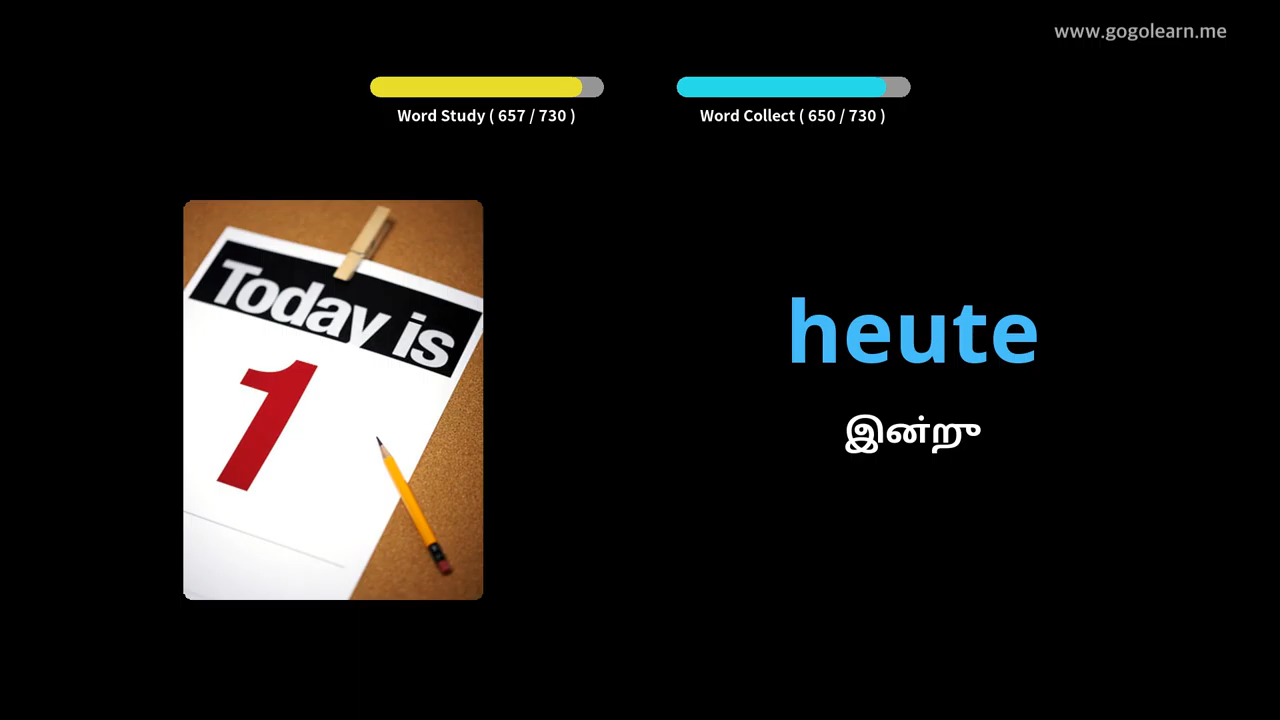 www.gogolearn.me
Word Study ( 657 / 730 )
Word Collect ( 650 / 730 )
Today is
1
heute
இன்று